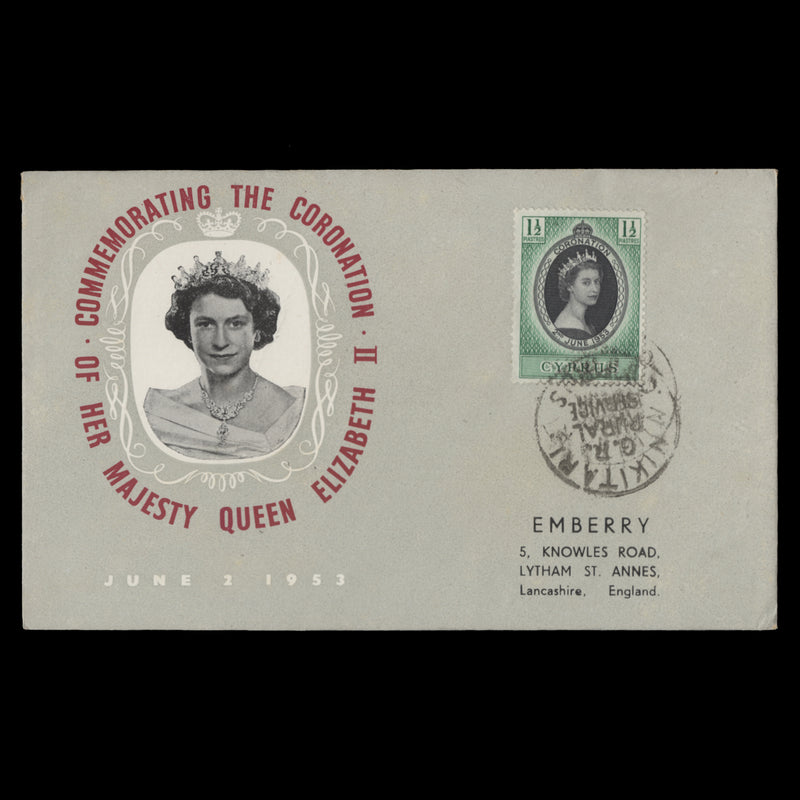 COMMEMORATING THE CORONATION · OF HER MAJESTY QUEEN ELIZABETH II ·
JUNE 2 1953
1½ 1½
PIASTRES PIASTRES
CORONATION
2ND JUNE 1953
CYPRUS
NIKITARI
G.R.
RURAL
SERVICE
EMBERRY
5, KNOWLES ROAD,
LYTHAM ST. ANNES,
Lancashire, England.